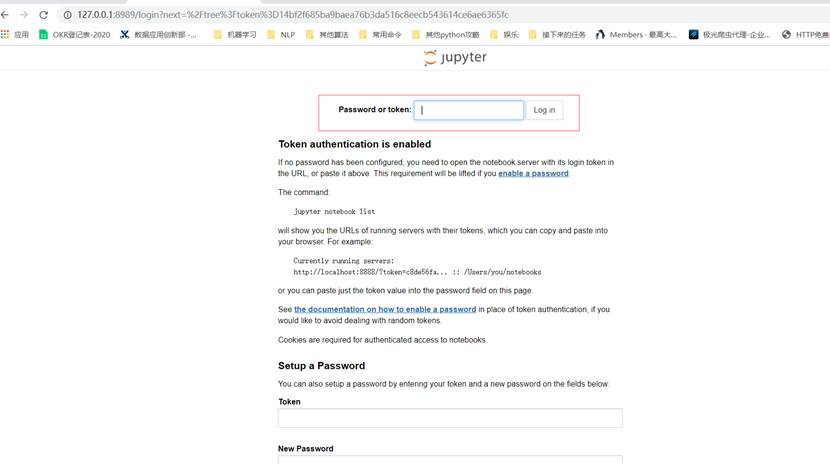 127.0.0.1:8989/login?next=%2Ftree%3Ftoken%3D14bf2f685ba9baea76b3da516c8eecb543614ce6ae6365fc
应用 OKR登记表-2020 数据应用创新部 -... 机器学习 NLP 其他算法 常用命令 其他python攻略 娱乐 接下来的任务 Members · 最高大... 极光爬虫代理-企业... HTTP免费
jupyter
Password or token: Log in
Token authentication is enabled
If no password has been configured, you need to open the notebook server with its login token in
the URL, or paste it above. This requirement will be lifted if you enable a password.
The command:
jupyter notebook list
will show you the URLs of running servers with their tokens, which you can copy and paste into
your browser. For example:
Currently running servers:
http://localhost:8888/?token=c8de56fa... :: /Users/you/notebooks
or you can paste just the token value into the password field on this page.
See the documentation on how to enable a password in place of token authentication, if you
would like to avoid dealing with random tokens.
Cookies are required for authenticated access to notebooks.
Setup a Password
You can also setup a password by entering your token and a new password on the fields below:
Token
New Password